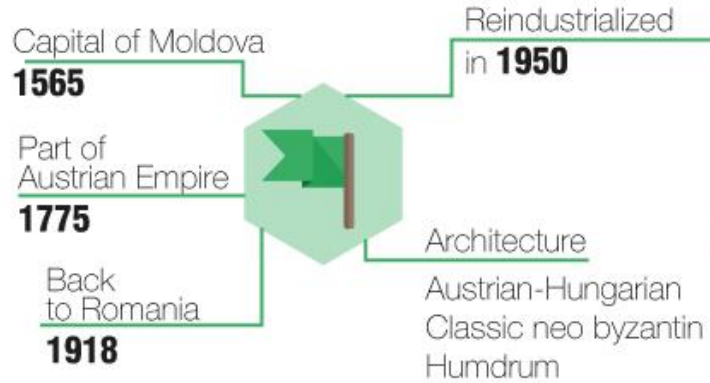 Capital of Moldova
1565
Part of
Austrian Empire
1775
Back
to Romania
1918
Reindustrialized
in 1950
Architecture
Austrian-Hungarian
Classic neo byzantin
Humdrum